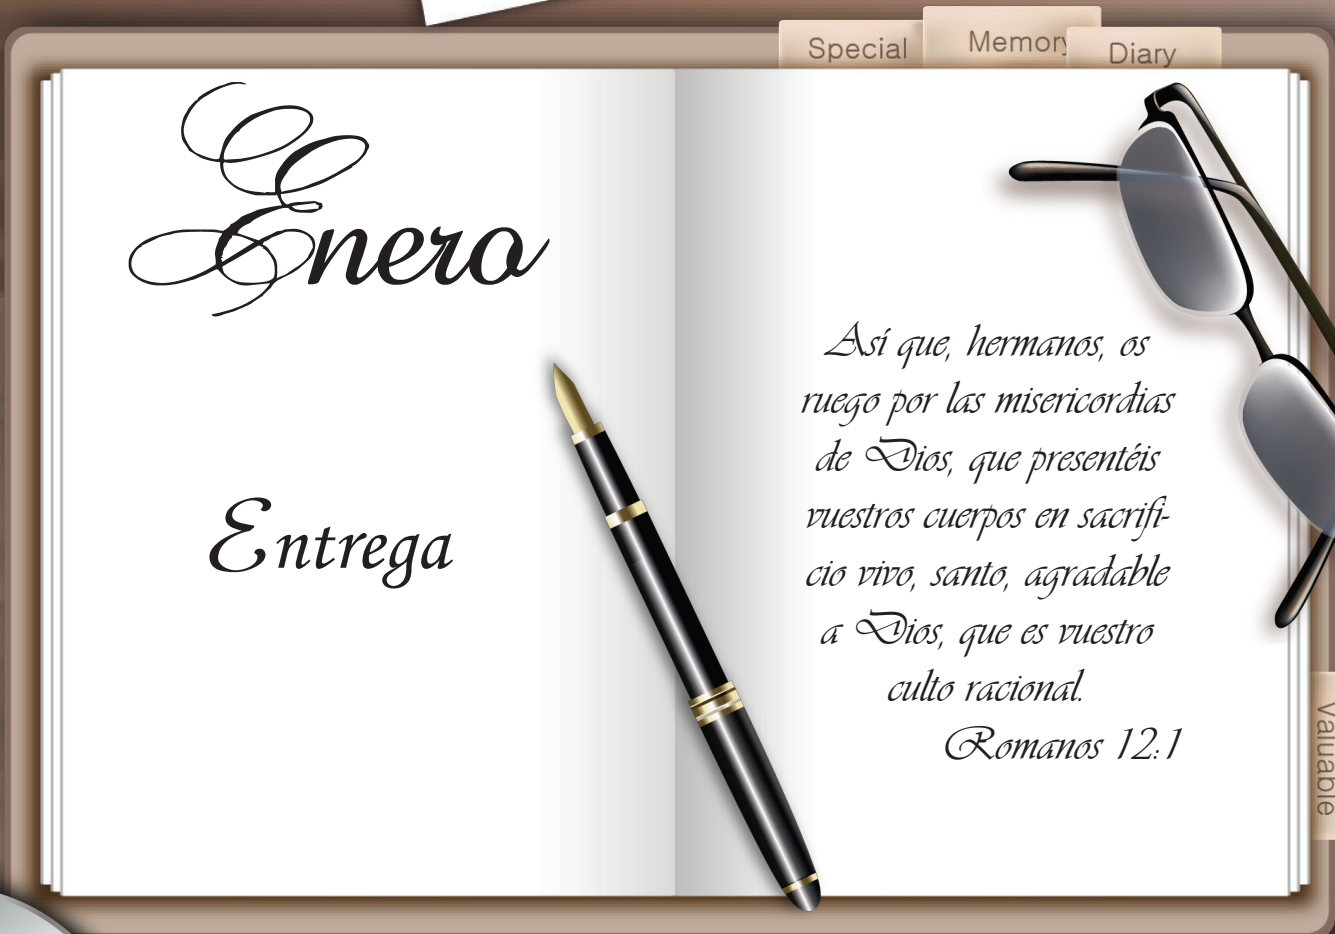 Special
Memory
Diary
Enero
Entrega
Así que, hermanos, os
ruego por las misericordias
de Dios, que presentéis
vuestros cuerpos en sacrifi-
cio vivo, santo, agradable
a Dios, que es vuestro
culto racional.
Romanos 12:1
Valuable